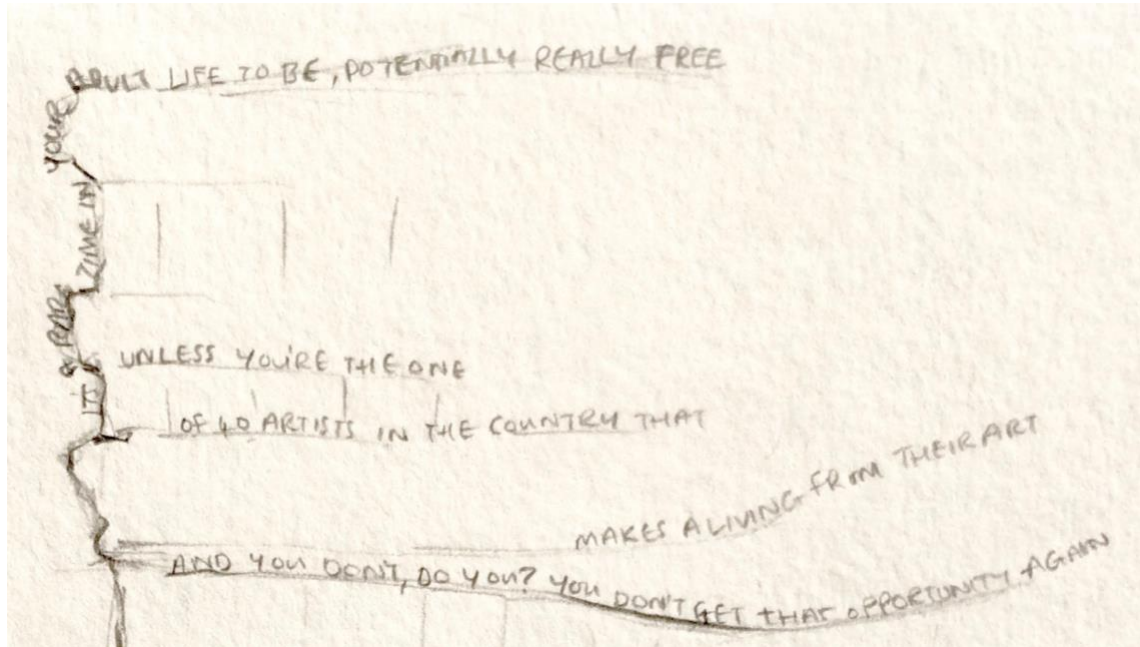 IT'S A RARE TIME IN YOUR
ADULT LIFE TO BE, POTENTIALLY REALLY FREE
UNLESS YOU'RE THE ONE
OF 40 ARTISTS IN THE COUNTRY THAT
MAKES A LIVING FROM THEIR ART
AND YOU DON'T, DO YOU? YOU DON'T GET THAT OPPORTUNITY AGAIN